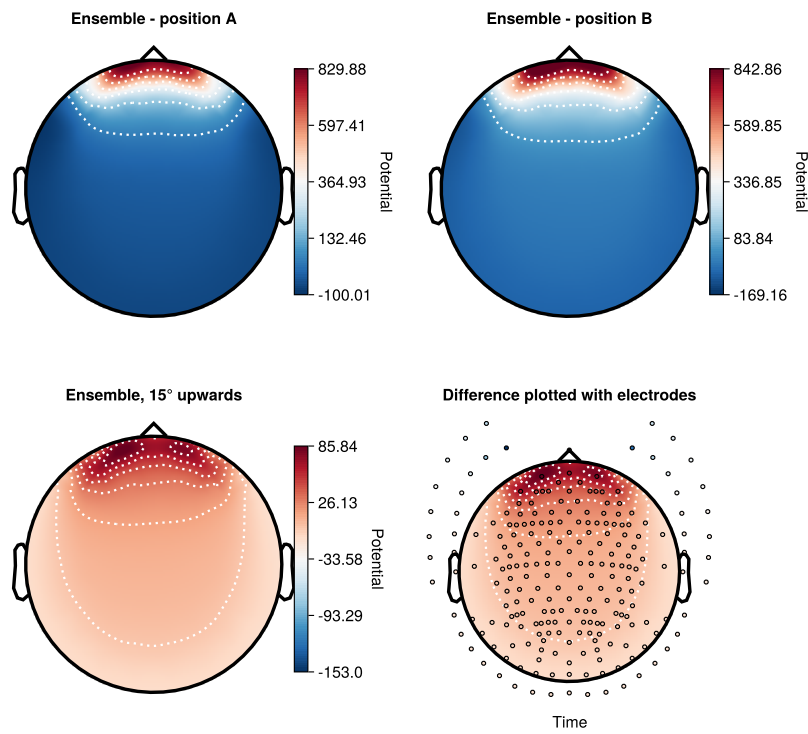 Ensemble - position A
829.88
597.41
364.93
132.46
-100.01
Potential
Ensemble - position B
842.86
589.85
336.85
83.84
-169.16
Potential
Ensemble, 15° upwards
85.84
26.13
-33.58
-93.29
-153.0
Potential
Difference plotted with electrodes
Time